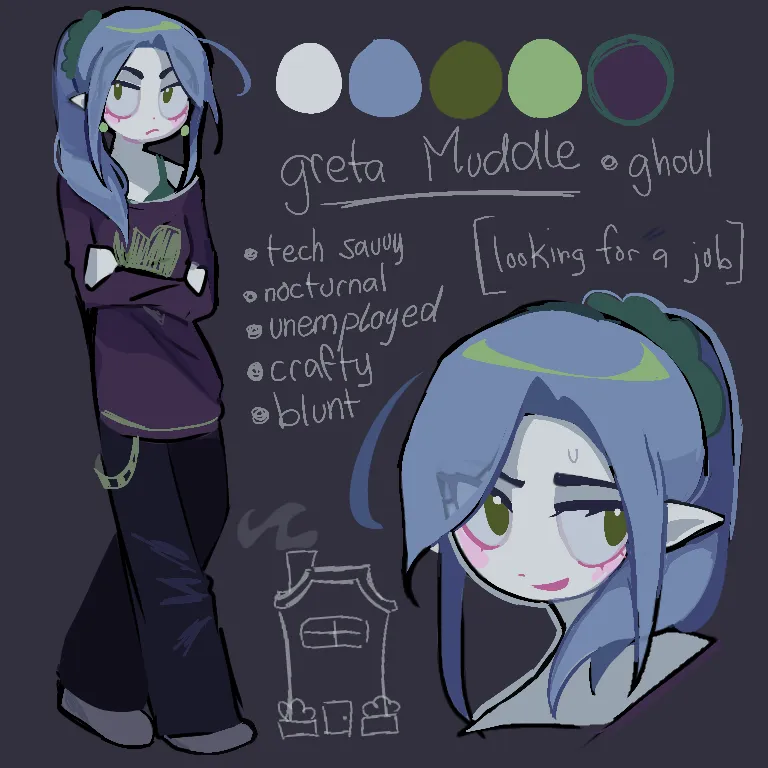 greta Muddle • ghoul
• tech savvy
• nocturnal
• unemployed
• crafty
• blunt
[looking for a job]